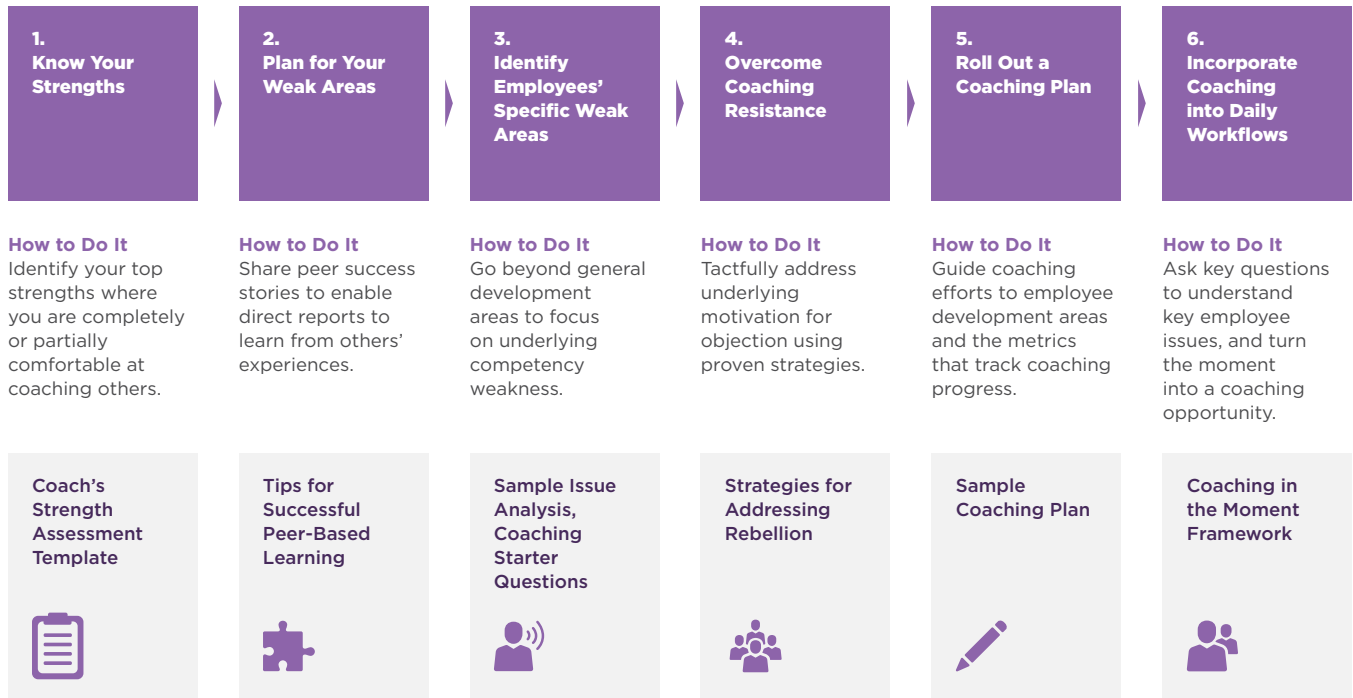 1.
Know Your
Strengths
2.
Plan for Your
Weak Areas
3.
Identify
Employees’
Specific Weak
Areas
4.
Overcome
Coaching
Resistance
5.
Roll Out a
Coaching Plan
6.
Incorporate
Coaching
into Daily
Workflows
How to Do It
Identify your top
strengths where
you are completely
or partially
comfortable at
coaching others.
How to Do It
Share peer success
stories to enable
direct reports to
learn from others’
experiences.
How to Do It
Go beyond general
development
areas to focus
on underlying
competency
weakness.
How to Do It
Tactfully address
underlying
motivation for
objection using
proven strategies.
How to Do It
Guide coaching
efforts to employee
development areas
and the metrics
that track coaching
progress.
How to Do It
Ask key questions
to understand
key employee
issues, and turn
the moment
into a coaching
opportunity.
Coach’s
Strength
Assessment
Template
Tips for
Successful
Peer-Based
Learning
Sample Issue
Analysis,
Coaching
Starter
Questions
Strategies for
Addressing
Rebellion
Sample
Coaching Plan
Coaching in
the Moment
Framework